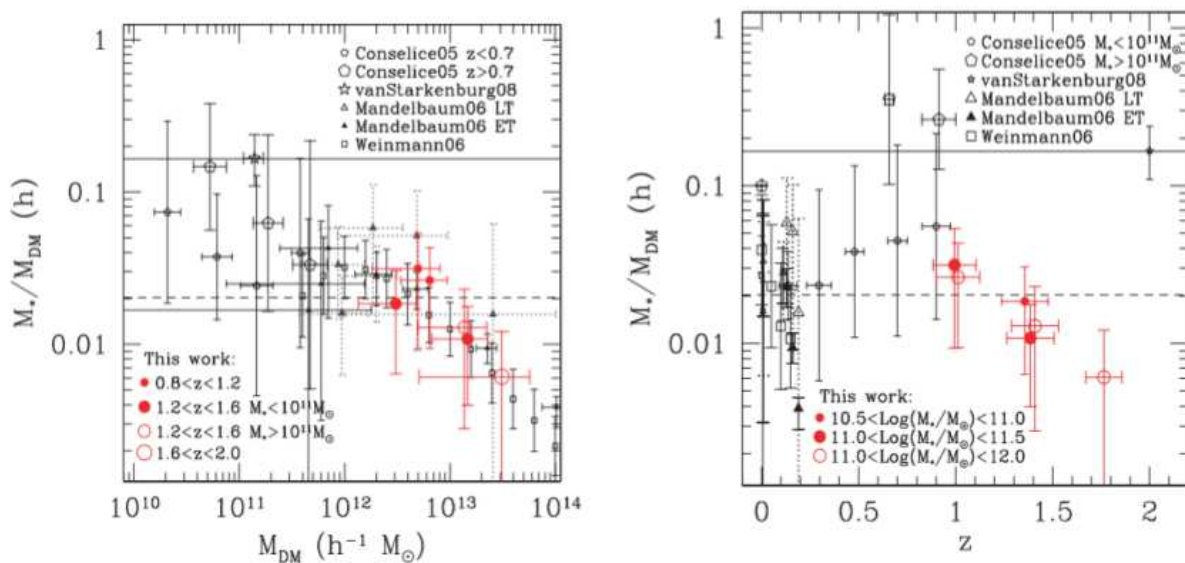 1
0.1
0.01
M*/M_DM (h)
Conselice05 z<0.7
Conselice05 z>0.7
vanStarkenburg08
Mandelbaum06 LT
Mandelbaum06 ET
Weinmann06
This work:
0.8<z<1.2
1.2<z<1.6 M*<10¹¹M☉
1.2<z<1.6 M*>10¹¹M☉
1.6<z<2.0
10¹⁰ 10¹¹ 10¹² 10¹³ 10¹⁴
M_DM (h⁻¹ M☉)
1
0.1
0.01
M*/M_DM (h)
Conselice05 M*<10¹¹M☉
Conselice05 M*>10¹¹M☉
vanStarkenburg08
Mandelbaum06 LT
Mandelbaum06 ET
Weinmann06
This work:
10.5<Log(M*/M☉)<11.0
11.0<Log(M*/M☉)<11.5
11.0<Log(M*/M☉)<12.0
0 0.5 1 1.5 2
z